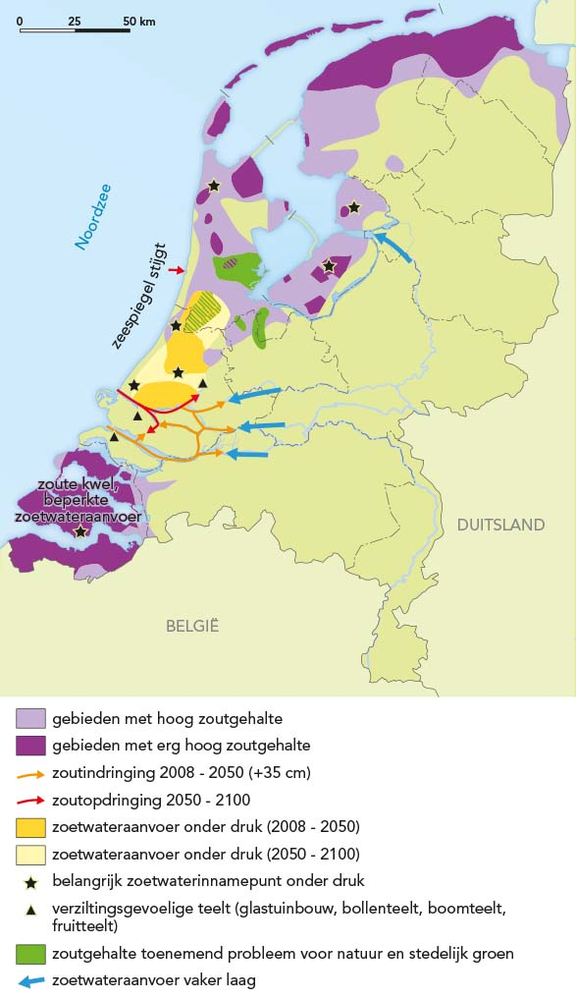 0 25 50 km
Noordzee
zeespiegel stijgt
zoute kwel,
beperkte
zoetwateraanvoer
DUITSLAND
BELGIË
gebieden met hoog zoutgehalte
gebieden met erg hoog zoutgehalte
zoutindringing 2008 - 2050 (+35 cm)
zoutopdringing 2050 - 2100
zoetwateraanvoer onder druk (2008 - 2050)
zoetwateraanvoer onder druk (2050 - 2100)
belangrijk zoetwaterinnamepunt onder druk
verziltingsgevoelige teelt (glastuinbouw, bollenteelt, boomteelt,
fruitteelt)
zoutgehalte toenemend probleem voor natuur en stedelijk groen
zoetwateraanvoer vaker laag